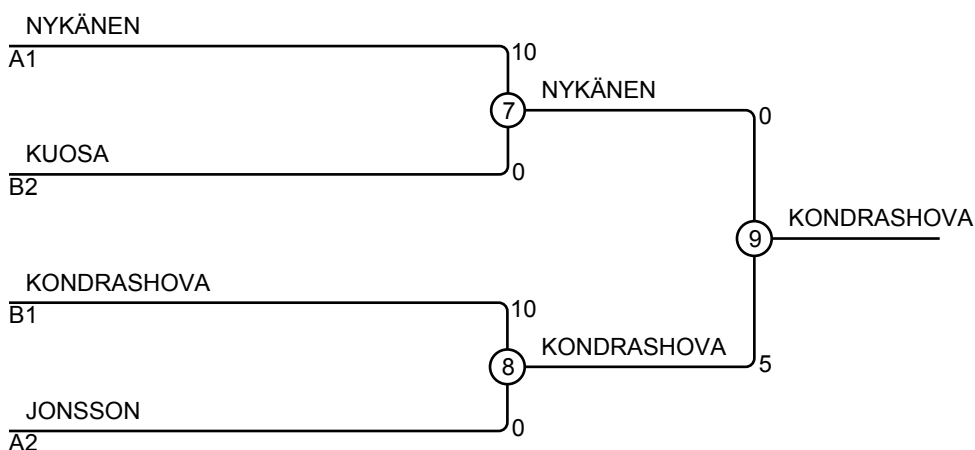 NYKÄNEN
A1
10
7
NYKÄNEN
0
KUOSA
B2
0
9
KONDRASHOVA
KONDRASHOVA
B1
10
8
KONDRASHOVA
5
JONSSON
A2
0